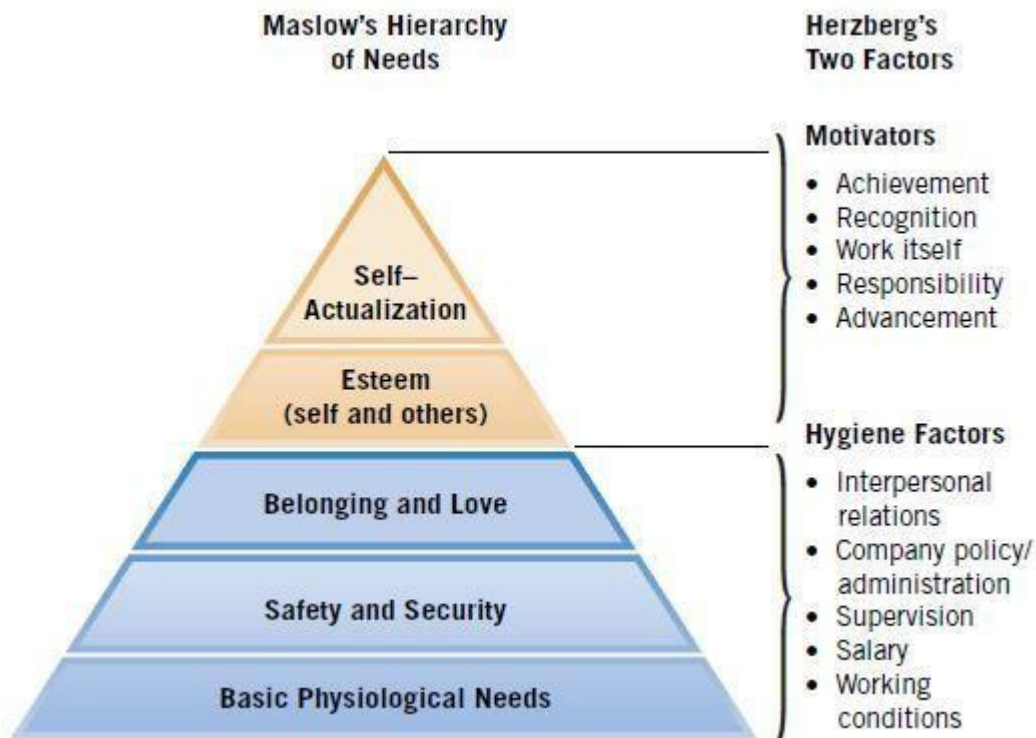 Maslow's Hierarchy
of Needs
Self–
Actualization
Esteem
(self and others)
Belonging and Love
Safety and Security
Basic Physiological Needs
Herzberg's
Two Factors
Motivators
• Achievement
• Recognition
• Work itself
• Responsibility
• Advancement
Hygiene Factors
• Interpersonal
relations
• Company policy/
administration
• Supervision
• Salary
• Working
conditions